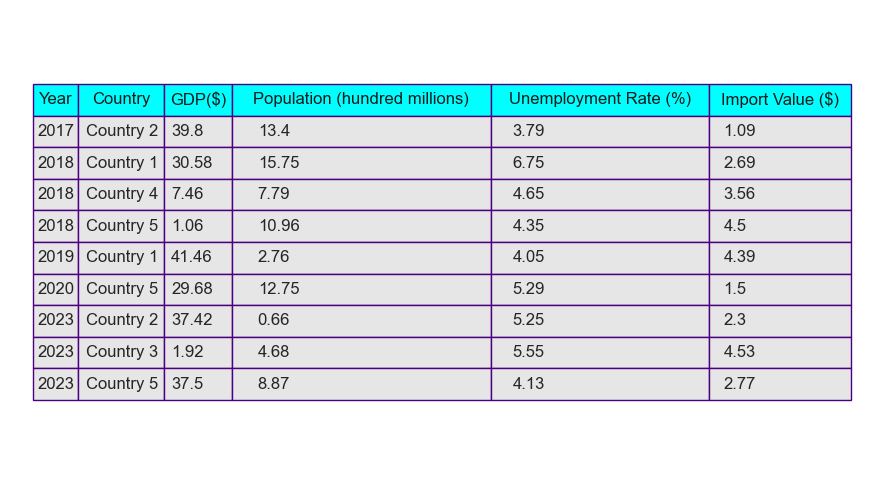 Year Country GDP($) Population (hundred millions) Unemployment Rate (%) Import Value ($)
2017 Country 2 39.8 13.4 3.79 1.09
2018 Country 1 30.58 15.75 6.75 2.69
2018 Country 4 7.46 7.79 4.65 3.56
2018 Country 5 1.06 10.96 4.35 4.5
2019 Country 1 41.46 2.76 4.05 4.39
2020 Country 5 29.68 12.75 5.29 1.5
2023 Country 2 37.42 0.66 5.25 2.3
2023 Country 3 1.92 4.68 5.55 4.53
2023 Country 5 37.5 8.87 4.13 2.77